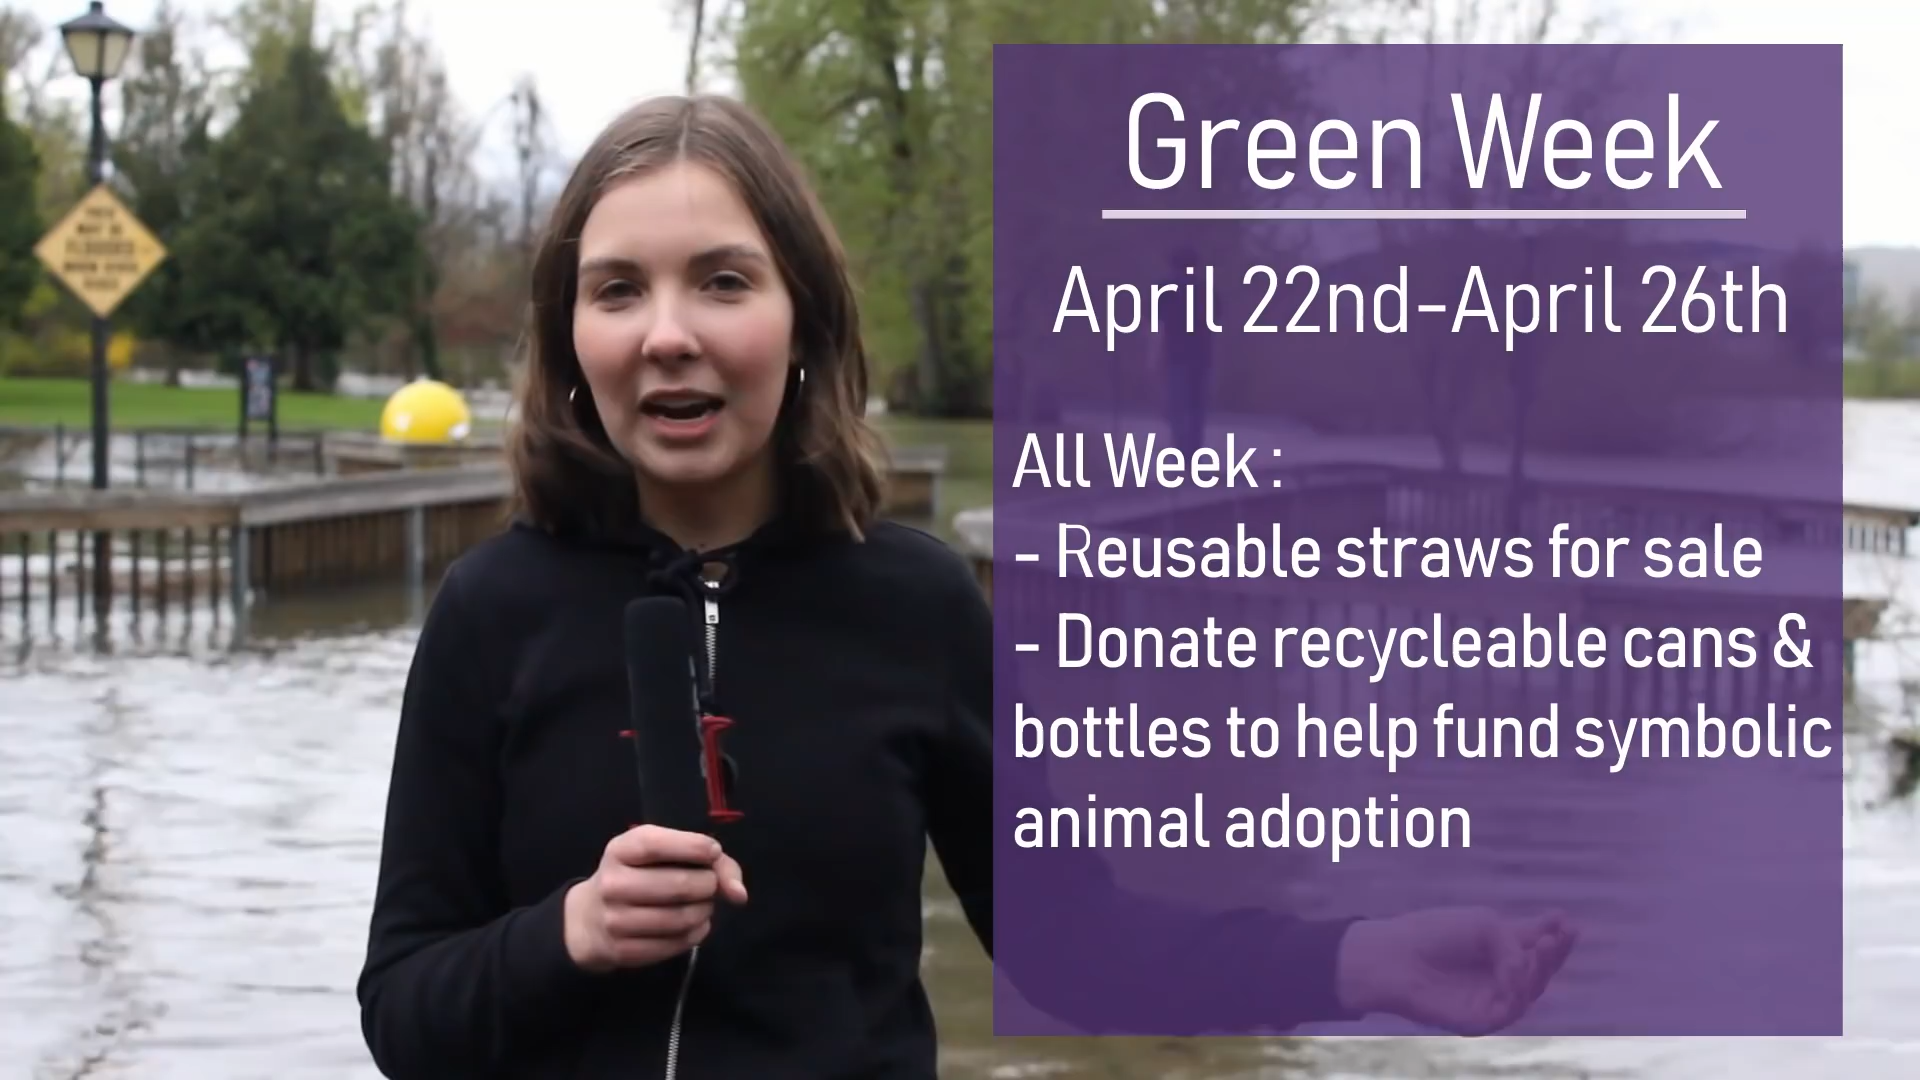 Green Week
April 22nd-April 26th
All Week :
- Reusable straws for sale
- Donate recycleable cans &
bottles to help fund symbolic
animal adoption
FLOODED